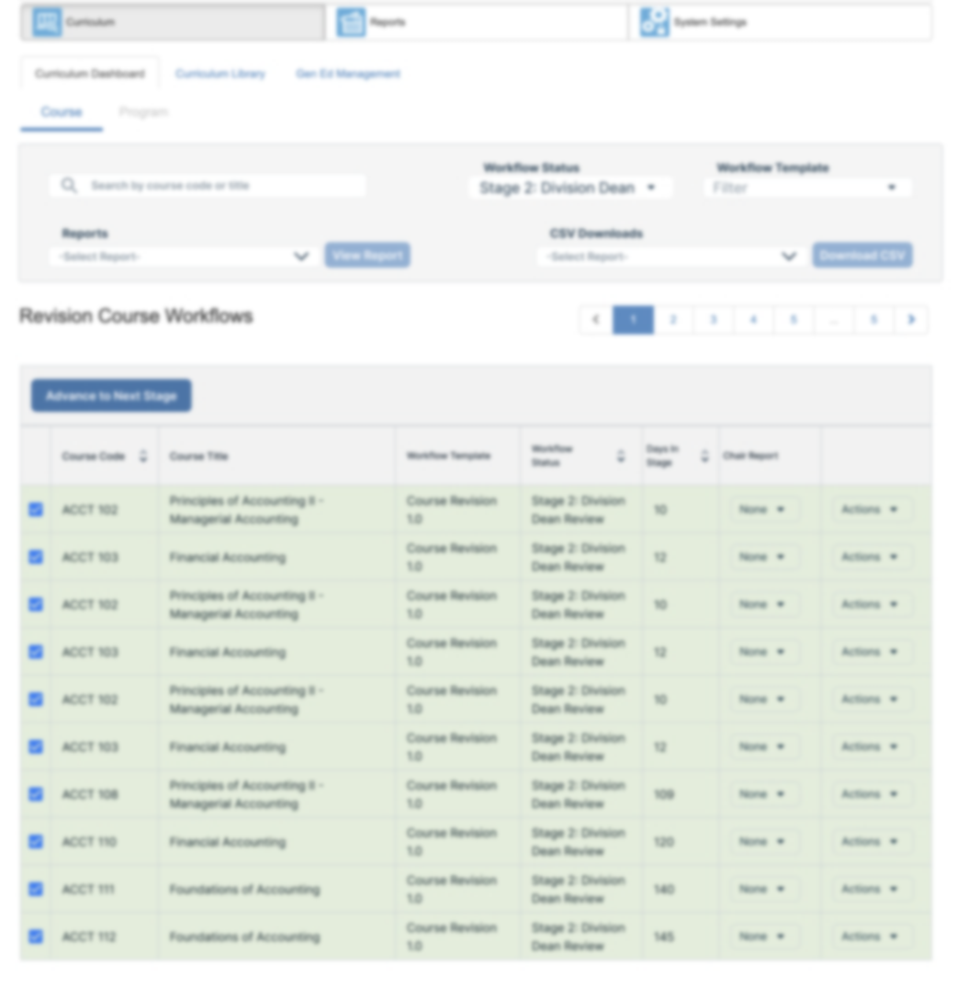 Curriculum Reports System Settings
Curriculum Dashboard Curriculum Library Gen Ed Management
Course Program
Workflow Status Workflow Template
Search by course code or title Stage 2: Division Dean Filter
Reports CSV Downloads
-Select Report- View Report -Select Report- Download CSV
Revision Course Workflows
1 2 3 4 5 ... 5
Advance to Next Stage
Course Code Course Title Workflow Template Workflow Status Days In Stage Chair Report
ACCT 102 Principles of Accounting II - Course Revision Stage 2: Division 10 None Actions
Managerial Accounting 1.0 Dean Review
ACCT 103 Financial Accounting Course Revision Stage 2: Division 12 None Actions
1.0 Dean Review
ACCT 102 Principles of Accounting II - Course Revision Stage 2: Division 10 None Actions
Managerial Accounting 1.0 Dean Review
ACCT 103 Financial Accounting Course Revision Stage 2: Division 12 None Actions
1.0 Dean Review
ACCT 102 Principles of Accounting II - Course Revision Stage 2: Division 10 None Actions
Managerial Accounting 1.0 Dean Review
ACCT 103 Financial Accounting Course Revision Stage 2: Division 12 None Actions
1.0 Dean Review
ACCT 108 Principles of Accounting II - Course Revision Stage 2: Division 109 None Actions
Managerial Accounting 1.0 Dean Review
ACCT 110 Financial Accounting Course Revision Stage 2: Division 120 None Actions
1.0 Dean Review
ACCT 111 Foundations of Accounting Course Revision Stage 2: Division 140 None Actions
1.0 Dean Review
ACCT 112 Foundations of Accounting Course Revision Stage 2: Division 145 None Actions
1.0 Dean Review